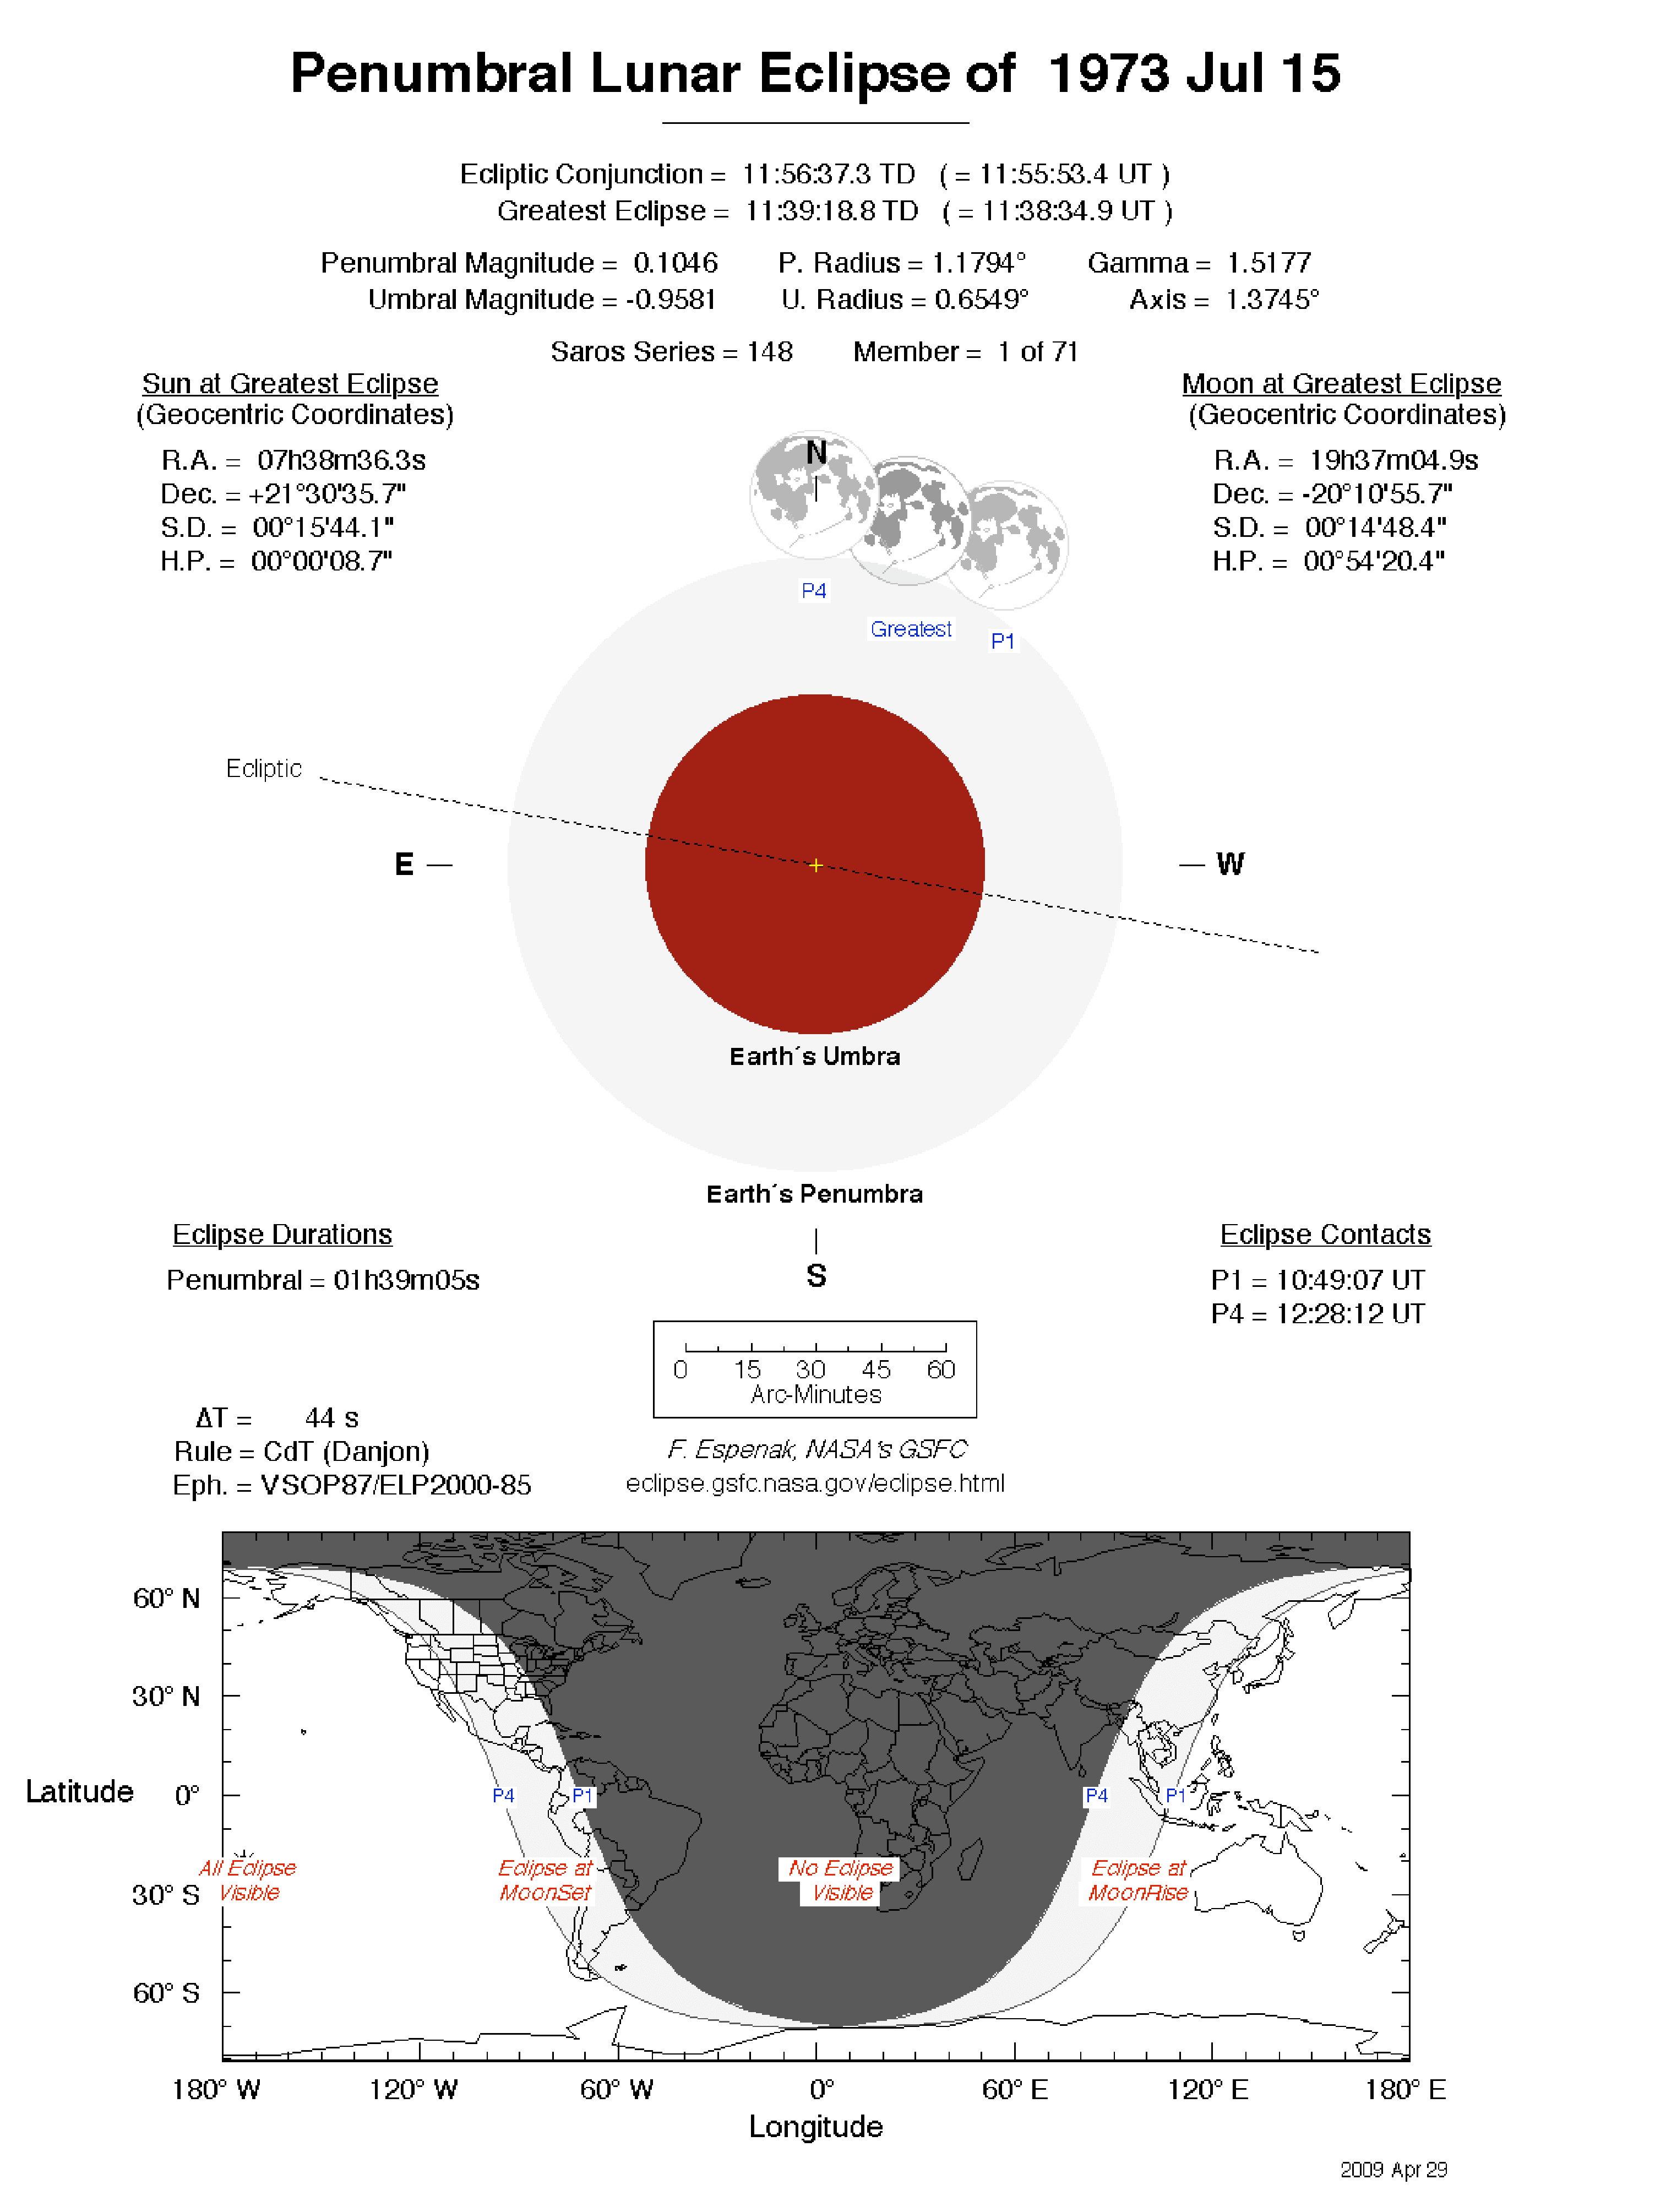 Penumbral Lunar Eclipse of 1973 Jul 15
Ecliptic Conjunction = 11:56:37.3 TD ( = 11:55:53.4 UT )
Greatest Eclipse = 11:39:18.8 TD ( = 11:38:34.9 UT )
Penumbral Magnitude = 0.1046 P. Radius = 1.1794° Gamma = 1.5177
Umbral Magnitude = -0.9581 U. Radius = 0.6549° Axis = 1.3745°
Saros Series = 148 Member = 1 of 71
Sun at Greatest Eclipse
(Geocentric Coordinates)
R.A. = 07h38m36.3s
Dec. = +21°30'35.7"
S.D. = 00°15'44.1"
H.P. = 00°00'08.7"
Moon at Greatest Eclipse
(Geocentric Coordinates)
R.A. = 19h37m04.9s
Dec. = -20°10'55.7"
S.D. = 00°14'48.4"
H.P. = 00°54'20.4"
N
P4
Greatest
P1
Ecliptic
E
W
Earth´s Umbra
Earth´s Penumbra
S
Eclipse Durations
Penumbral = 01h39m05s
Eclipse Contacts
P1 = 10:49:07 UT
P4 = 12:28:12 UT
0 15 30 45 60
Arc-Minutes
ΔT = 44 s
Rule = CdT (Danjon)
Eph. = VSOP87/ELP2000-85
F. Espenak, NASA's GSFC
eclipse.gsfc.nasa.gov/eclipse.html
60° N
30° N
Latitude 0°
30° S
60° S
P4 P1 P4 P1
All Eclipse
Visible
Eclipse at
MoonSet
No Eclipse
Visible
Eclipse at
MoonRise
180° W 120° W 60° W 0° 60° E 120° E 180° E
Longitude
2009 Apr 29